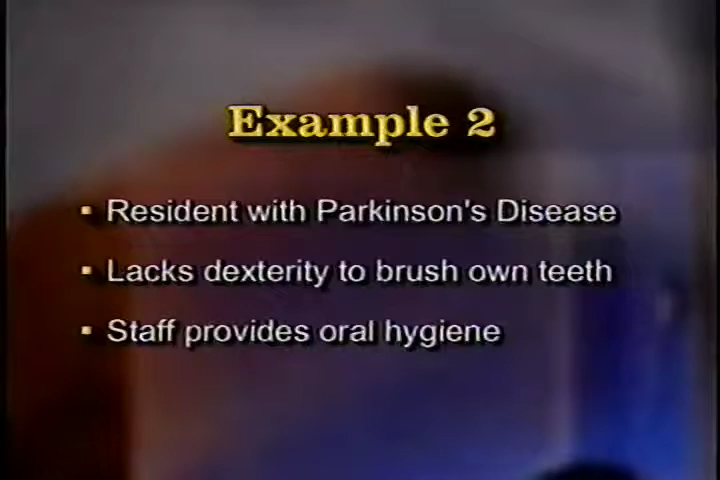 Example 2
▪ Resident with Parkinson's Disease
▪ Lacks dexterity to brush own teeth
▪ Staff provides oral hygiene